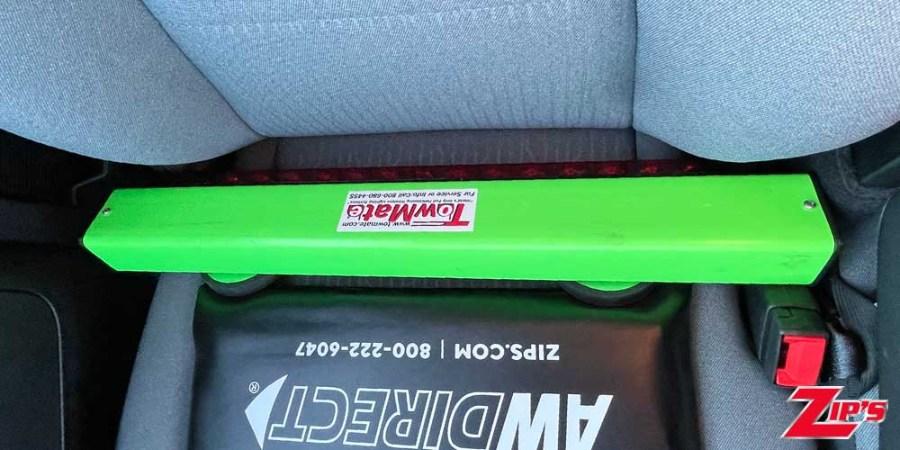 TowMate
www.towmate.com
For Service or Info:Call 800-680-4455
ZIPS.COM | 800-222-6047
AWDIRECT®
ZIP'S